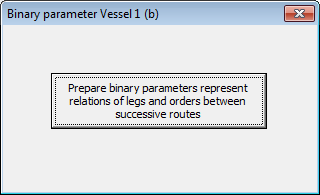 Binary parameter Vessel 1 (b)
Prepare binary parameters represent
relations of legs and orders between
successive routes